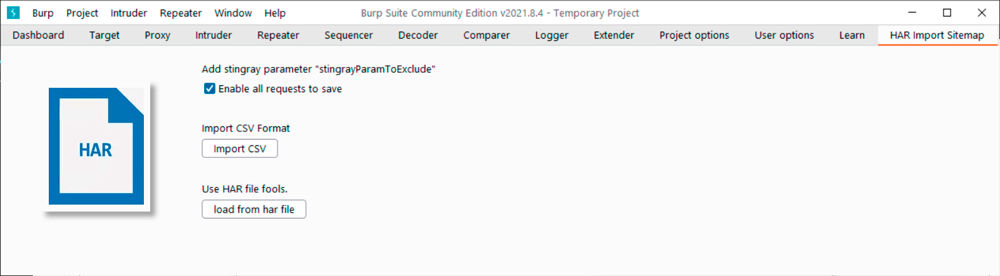 Burp Project Intruder Repeater Window Help Burp Suite Community Edition v2021.8.4 - Temporary Project
Dashboard Target Proxy Intruder Repeater Sequencer Decoder Comparer Logger Extender Project options User options Learn HAR Import Sitemap
Add stingray parameter "stingrayParamToExclude"
Enable all requests to save
Import CSV Format
HAR
Import CSV
Use HAR file fools.
load from har file